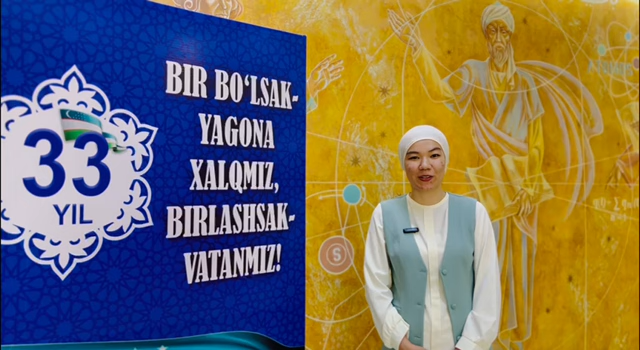 33
YIL
BIR BO‘LSAK-
YAGONA
XALQMIZ,
BIRLASHSAK-
VATANMIZ!
S